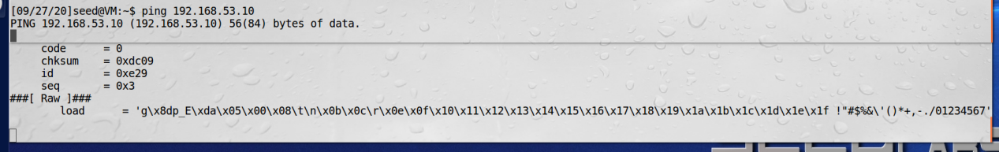 [09/27/20]seed@VM:~$ ping 192.168.53.10
PING 192.168.53.10 (192.168.53.10) 56(84) bytes of data.
code = 0
chksum = 0xdc09
id = 0xe29
seq = 0x3
###[ Raw ]###
load = 'g\x8dp_E\xda\x05\x00\x08\t\n\x0b\x0c\r\x0e\x0f\x10\x11\x12\x13\x14\x15\x16\x17\x18\x19\x1a\x1b\x1c\x1d\x1e\x1f !"#$%&\'()*+,-./01234567'